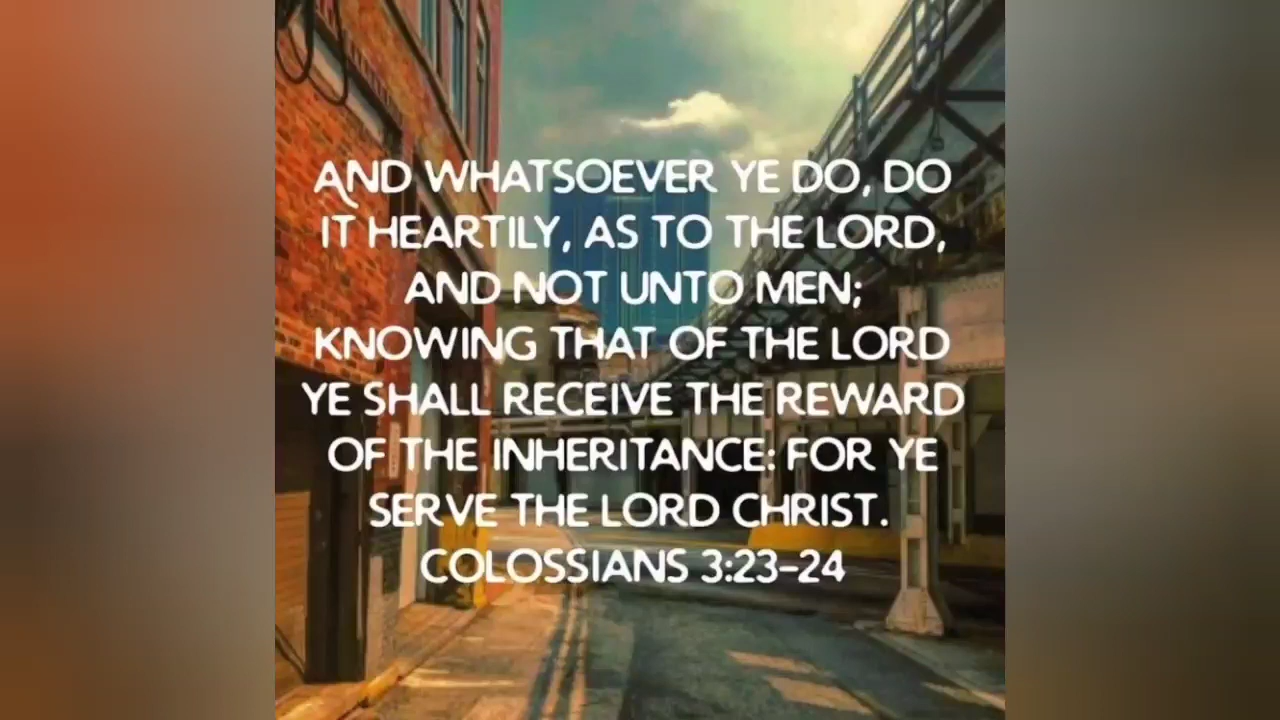 AND WHATSOEVER YE DO, DO
IT HEARTILY, AS TO THE LORD,
AND NOT UNTO MEN;
KNOWING THAT OF THE LORD
YE SHALL RECEIVE THE REWARD
OF THE INHERITANCE: FOR YE
SERVE THE LORD CHRIST.
COLOSSIANS 3:23-24